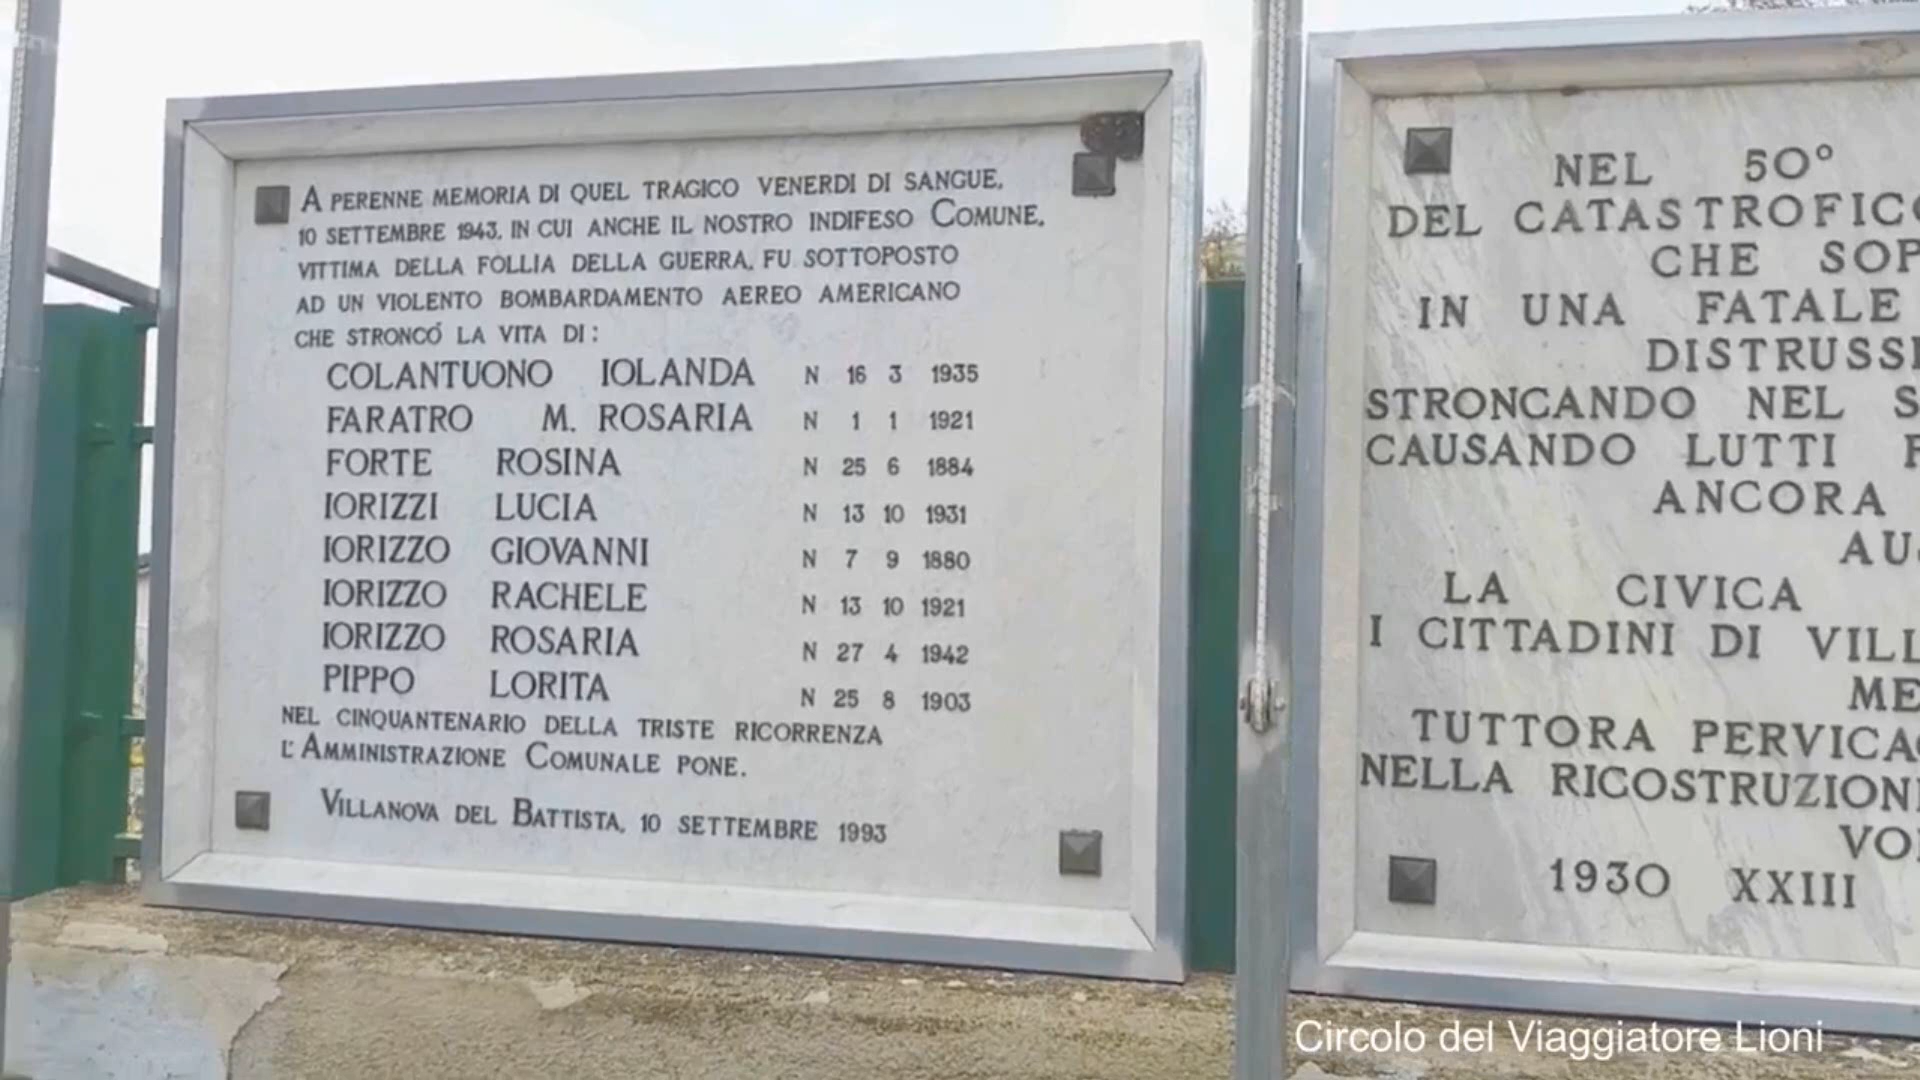 A PERENNE MEMORIA DI QUEL TRAGICO VENERDI DI SANGUE,
10 SETTEMBRE 1943, IN CUI ANCHE IL NOSTRO INDIFESO COMUNE,
VITTIMA DELLA FOLLIA DELLA GUERRA, FU SOTTOPOSTO
AD UN VIOLENTO BOMBARDAMENTO AEREO AMERICANO
CHE STRONCÓ LA VITA DI:
COLANTUONO IOLANDA N 16 3 1935
FARATRO M. ROSARIA N 1 1 1921
FORTE ROSINA N 25 6 1884
IORIZZI LUCIA N 13 10 1931
IORIZZO GIOVANNI N 7 9 1880
IORIZZO RACHELE N 13 10 1921
IORIZZO ROSARIA N 27 4 1942
PIPPO LORITA N 25 8 1903
NEL CINQUANTENARIO DELLA TRISTE RICORRENZA
L'AMMINISTRAZIONE COMUNALE PONE.
VILLANOVA DEL BATTISTA, 10 SETTEMBRE 1993
NEL 50°
DEL CATASTROFIC
CHE SOP
IN UNA FATALE
DISTRUSS
STRONCANDO NEL S
CAUSANDO LUTTI
ANCORA
AU
LA CIVICA
I CITTADINI DI VILL
ME
TUTTORA PERVICA
NELLA RICOSTRUZION
VO
1930 XXIII
Circolo del Viaggiatore Lioni